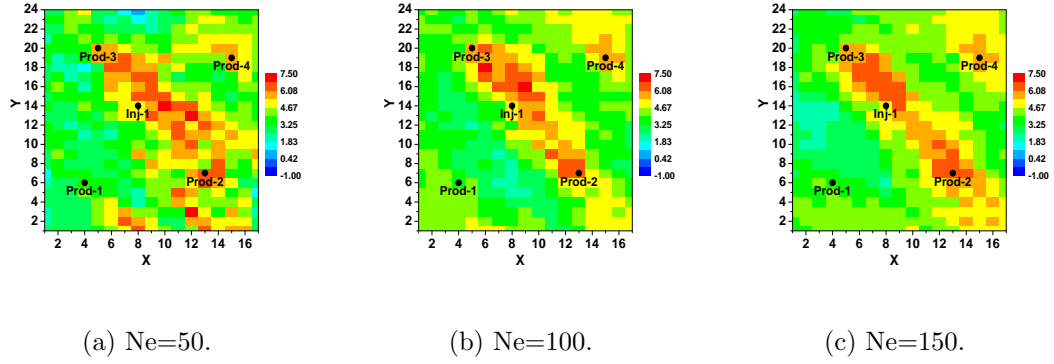 24
22
20
18
16
14
12
10
8
6
4
2
Y
Prod-3
Prod-4
Inj-1
Prod-2
Prod-1
2 4 6 8 10 12 14 16
X
7.50
6.08
4.67
3.25
1.83
0.42
-1.00
(a) Ne=50.
24
22
20
18
16
14
12
10
8
6
4
2
Y
Prod-3
Prod-4
Inj-1
Prod-2
Prod-1
2 4 6 8 10 12 14 16
X
7.50
6.08
4.67
3.25
1.83
0.42
-1.00
(b) Ne=100.
24
22
20
18
16
14
12
10
8
6
4
2
Y
Prod-3
Prod-4
Inj-1
Prod-2
Prod-1
2 4 6 8 10 12 14 16
X
7.50
6.08
4.67
3.25
1.83
0.42
-1.00
(c) Ne=150.